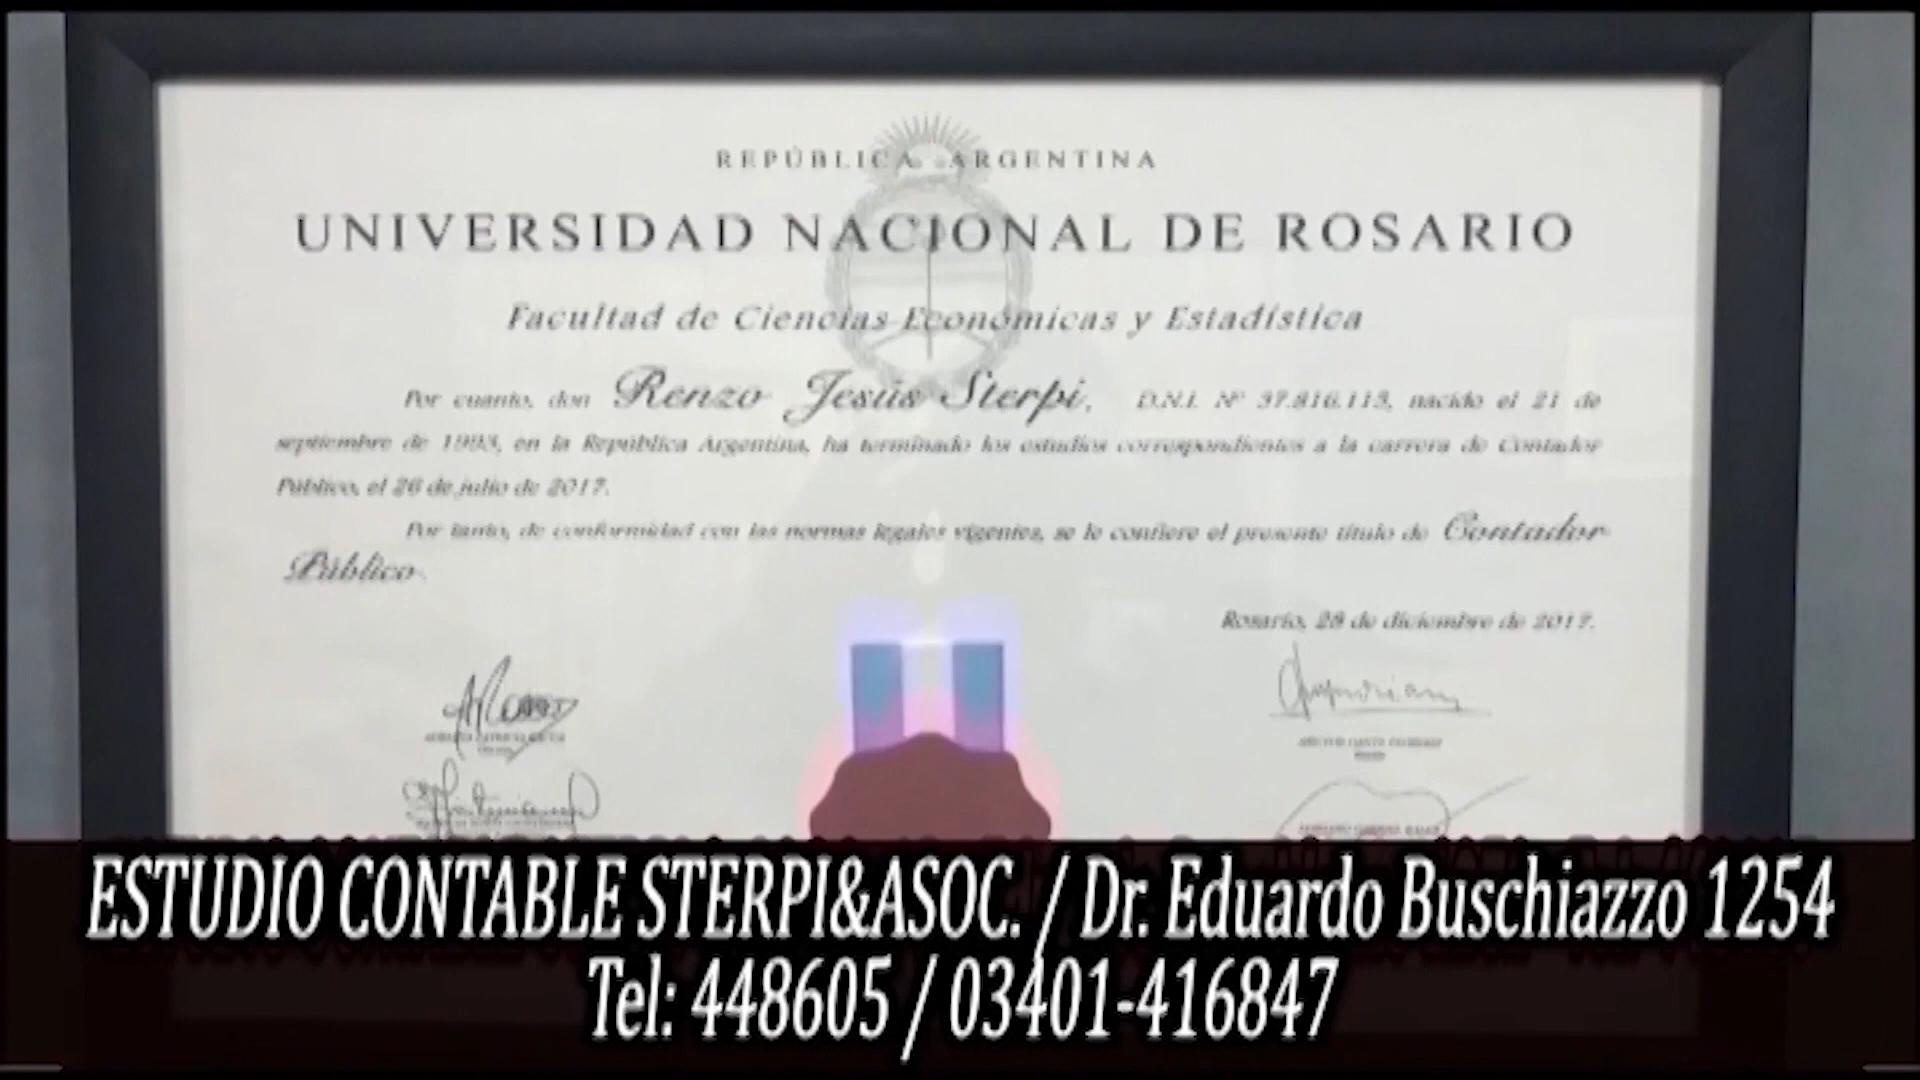 REPÚBLICA ARGENTINA
UNIVERSIDAD NACIONAL DE ROSARIO
Facultad de Ciencias Económicas y Estadística
Por cuanto, don Renzo Jesús Sterpi, D.N.I. Nº 37.816.113, nacido el 21 de
septiembre de 1993, en la República Argentina, ha terminado los estudios correspondientes a la carrera de Contador
Público, el 26 de julio de 2017.
Por tanto, de conformidad con las normas legales vigentes, se le confiere el presente título de Contador
Público.
Rosario, 28 de diciembre de 2017.
ESTUDIO CONTABLE STERPI&ASOC. / Dr. Eduardo Buschiazzo 1254
Tel: 448605 / 03401-416847